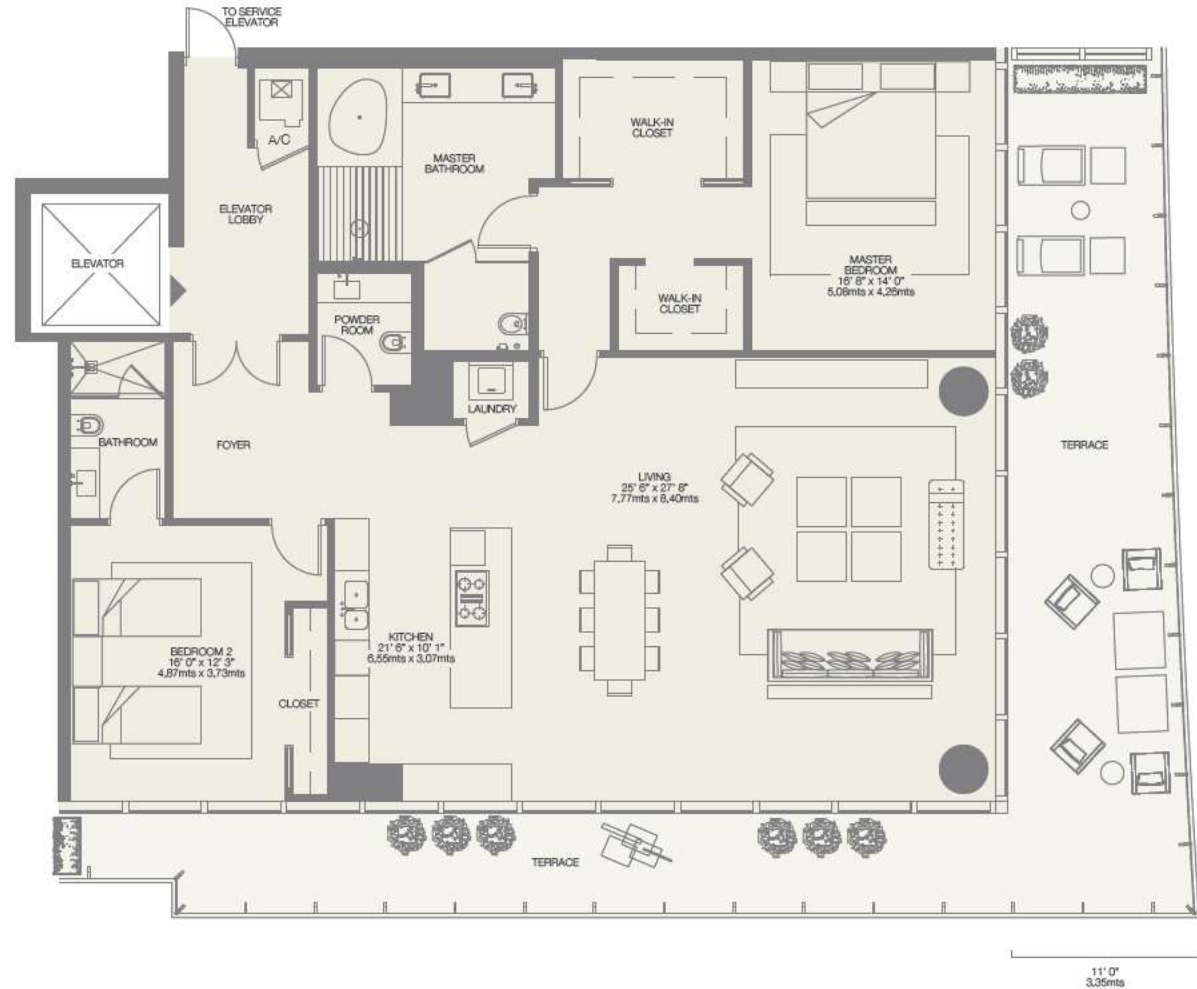 TO SERVICE
ELEVATOR
A/C
MASTER
BATHROOM
WALK-IN
CLOSET
ELEVATOR
LOBBY
ELEVATOR
MASTER
BEDROOM
16' 8" x 14' 0"
5,08mts x 4,26mts
WALK-IN
CLOSET
POWDER
ROOM
LAUNDRY
BATHROOM
FOYER
TERRACE
LIVING
25' 6" x 27' 6"
7,77mts x 8,40mts
KITCHEN
21' 6" x 10' 1"
6,55mts x 3,07mts
BEDROOM 2
16' 0" x 12' 3"
4,87mts x 3,73mts
CLOSET
TERRACE
11' 0"
3,35mts